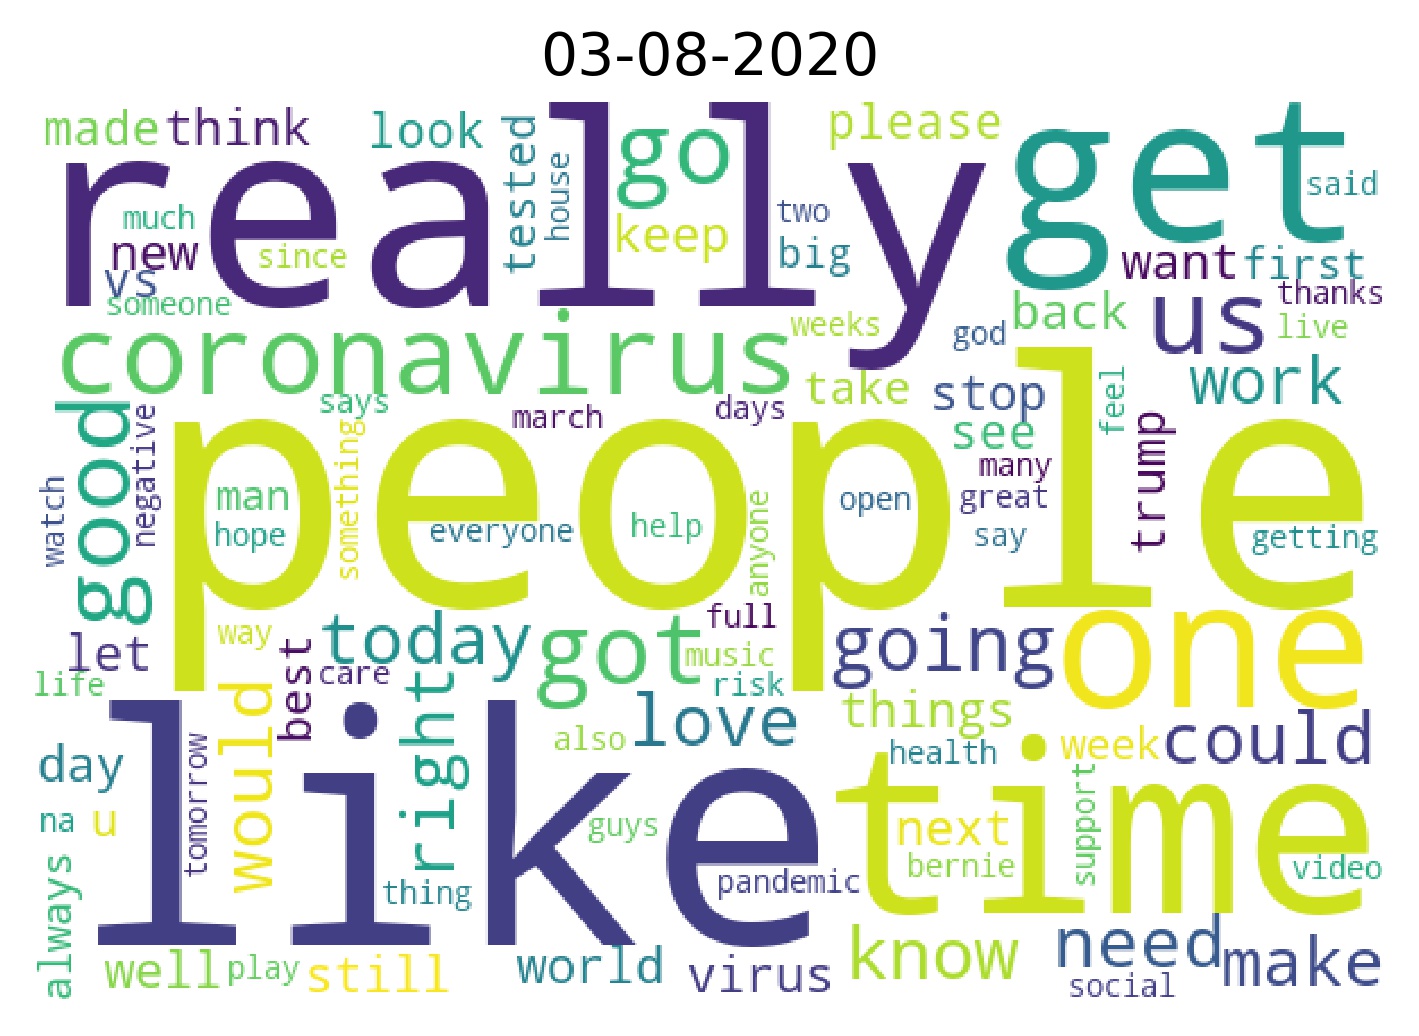 03-08-2020
made
think
look
tested
house
go
please
get
said
really
much
new
since
keep
two
big
vs
someone
want
first
thanks
coronavirus
weeks
god
back
us
live
says
march
days
take
stop
feel
work
good
negative
something
see
trump
many
watch
man
people
open
great
hope
everyone
help
anyone
say
getting
let
way
best
today
got
full
going
one
care
music
life
risk
right
also
love
things
week
could
day
tomorrow
would
like
health
time
support
na
u
guys
next
bernie
video
always
thing
pandemic
well
play
still
world
virus
know
need
make
social